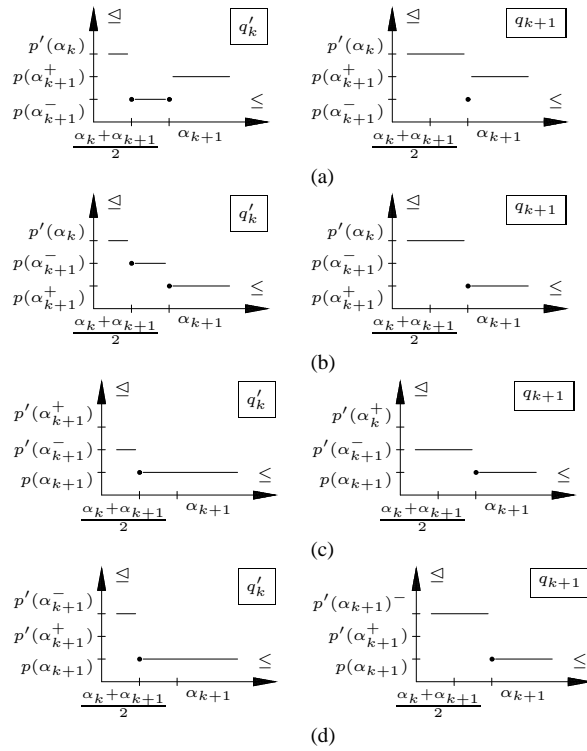 ⊴ q′_k ⊴ q_{k+1}
p′(α_k) p′(α_k)
p(α^+_{k+1}) p(α^+_{k+1})
p(α^-_{k+1}) ≤ p(α^-_{k+1}) ≤
(α_k+α_{k+1})/2 α_{k+1} (α_k+α_{k+1})/2 α_{k+1}
(a)
⊴ q′_k ⊴ q_{k+1}
p′(α_k) p′(α_k)
p(α^-_{k+1}) p(α^-_{k+1})
p(α^+_{k+1}) ≤ p(α^+_{k+1}) ≤
(α_k+α_{k+1})/2 α_{k+1} (α_k+α_{k+1})/2 α_{k+1}
(b)
⊴ q′_k ⊴ q_{k+1}
p′(α^+_{k+1}) p′(α^+_k)
p′(α^-_{k+1}) p′(α^-_{k+1})
p(α_{k+1}) ≤ p(α_{k+1}) ≤
(α_k+α_{k+1})/2 α_{k+1} (α_k+α_{k+1})/2 α_{k+1}
(c)
⊴ q′_k ⊴ q_{k+1}
p′(α^-_{k+1}) p′(α_{k+1})^-
p′(α^+_{k+1}) p′(α^+_{k+1})
p(α_{k+1}) ≤ p(α_{k+1}) ≤
(α_k+α_{k+1})/2 α_{k+1} (α_k+α_{k+1})/2 α_{k+1}
(d)